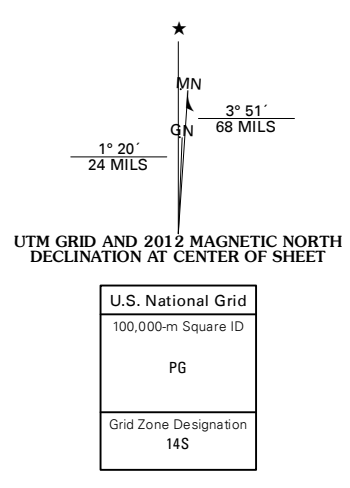 ★
MN
3° 51´
68 MILS
GN
1° 20´
24 MILS
UTM GRID AND 2012 MAGNETIC NORTH
DECLINATION AT CENTER OF SHEET
U.S. National Grid
100,000-m Square ID
PG
Grid Zone Designation
14S